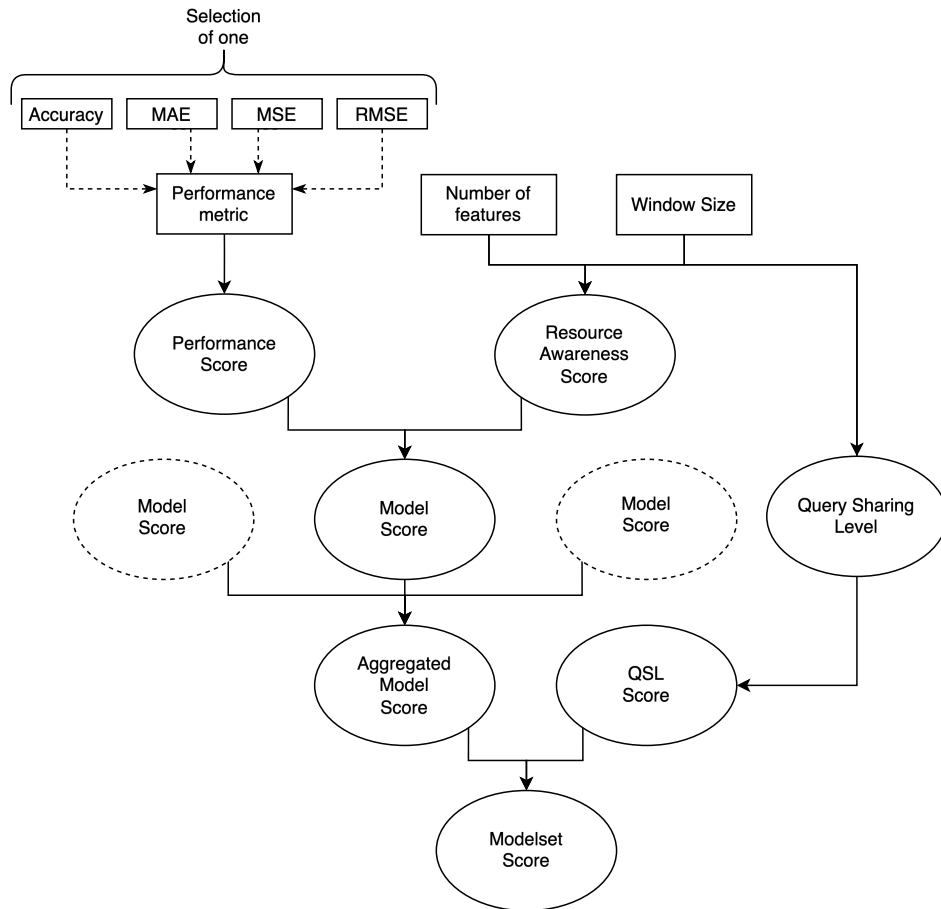 Selection
of one
Accuracy
MAE
MSE
RMSE
Performance
metric
Number of
features
Window Size
Performance
Score
Resource
Awareness
Score
Model
Score
Model
Score
Model
Score
Query Sharing
Level
Aggregated
Model
Score
QSL
Score
Modelset
Score